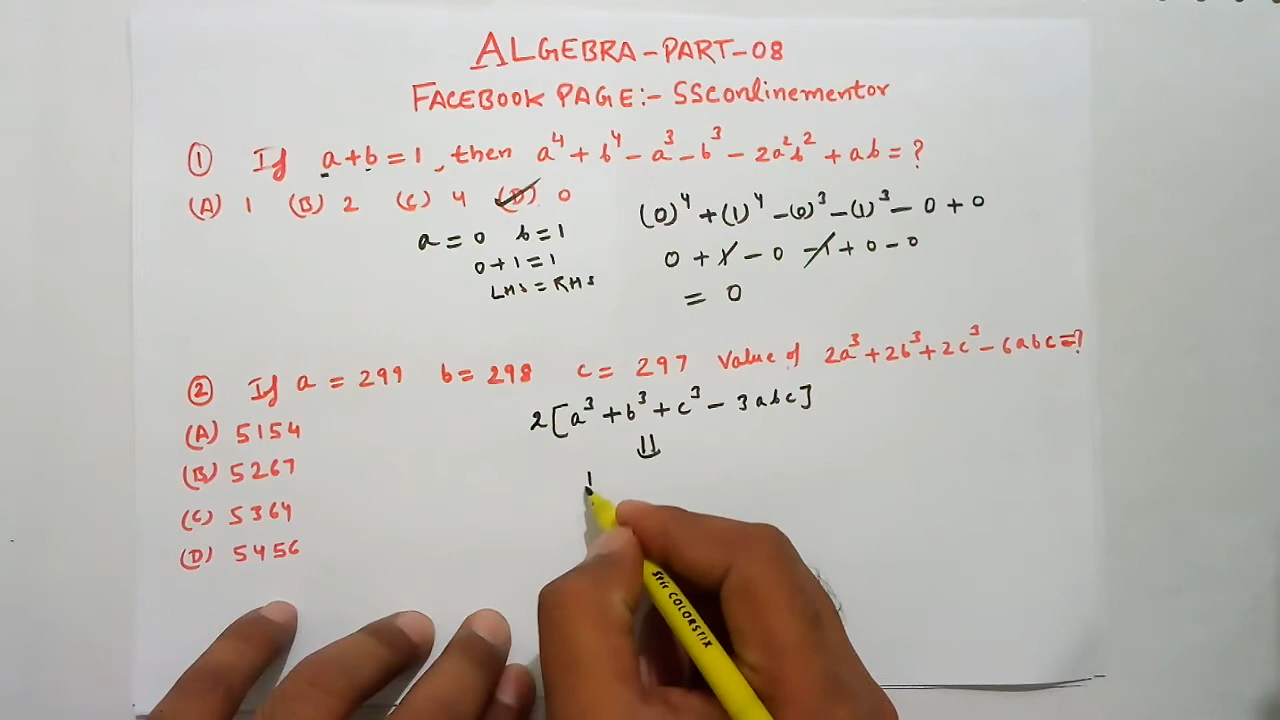 ALGEBRA-PART-08
FACEBOOK PAGE:- SSConlinementor
① If a+b=1, then a⁴+b⁴-a³-b³-2a²b²+ab=?
(A) 1 (B) 2 (C) 4 (D) 0
(0)⁴+(1)⁴-(0)³-(1)³-0+0
a=0 b=1
0+1=1
0+1-0-1+0-0
LHS=RHS
= 0
② If a=299 b=298 c=297 Value of 2a³+2b³+2c³-6abc=?
2[a³+b³+c³-3abc]
(A) 5154
(B) 5267
(C) 5364
(D) 5456
1
Stic COLORSTIX